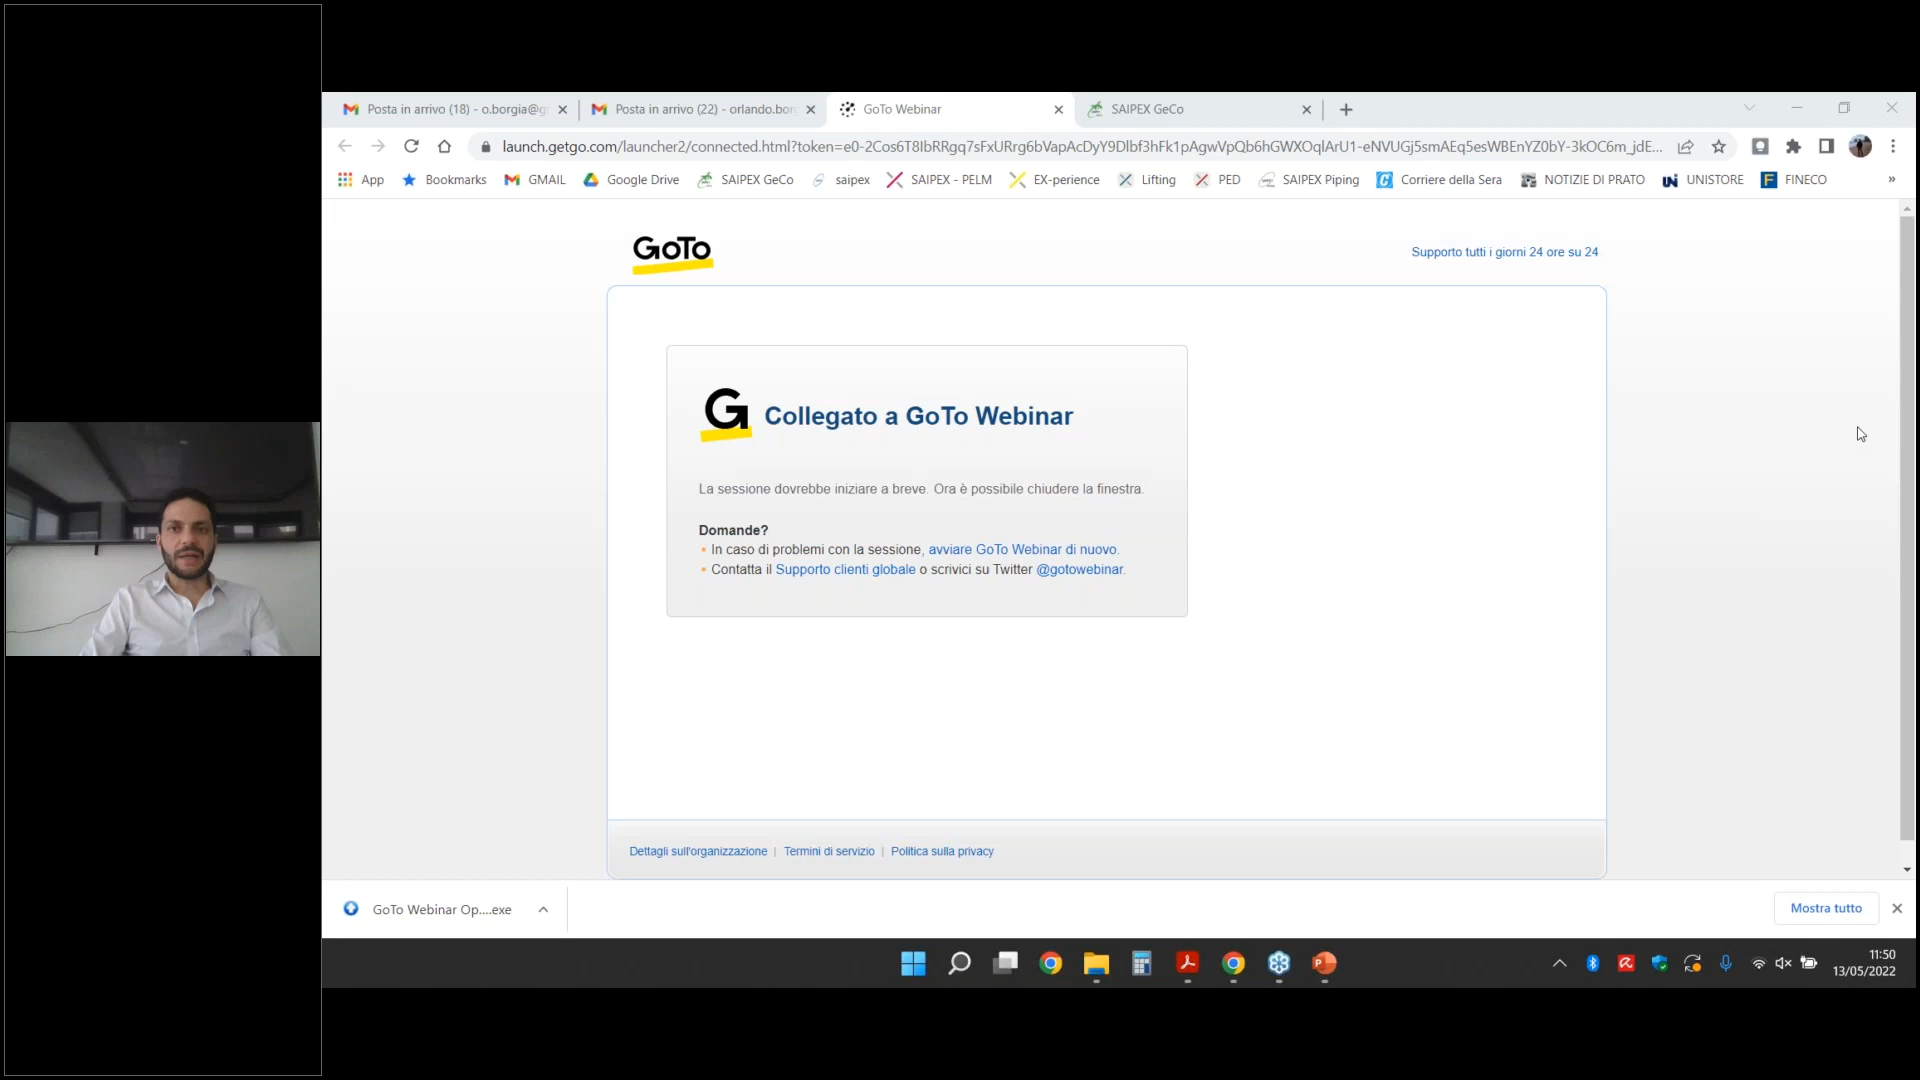 Posta in arrivo (18) - o.borgia@g
Posta in arrivo (22) - orlando.bor
GoTo Webinar
SAIPEX GeCo
launch.getgo.com/launcher2/connected.html?token=
App
Bookmarks
GMAIL
Google Drive
SAIPEX GeCo
saipex
SAIPEX - PELM
EX-perience
Lifting
PED
SAIPEX Piping
Corriere della Sera
NOTIZIE DI PRATO
UNISTORE
FINECO
GoTo
Supporto tutti i giorni 24 ore su 24
Collegato a GoTo Webinar
La sessione dovrebbe iniziare a breve. Ora è possibile chiudere la finestra.
Domande?
In caso di problemi con la sessione, avviare GoTo Webinar di nuovo.
Contatta il Supporto clienti globale o scrivici su Twitter @gotowebinar.
Dettagli sull'organizzazione | Termini di servizio | Politica sulla privacy
GoTo Webinar Op....exe
Mostra tutto
11:50
13/05/2022